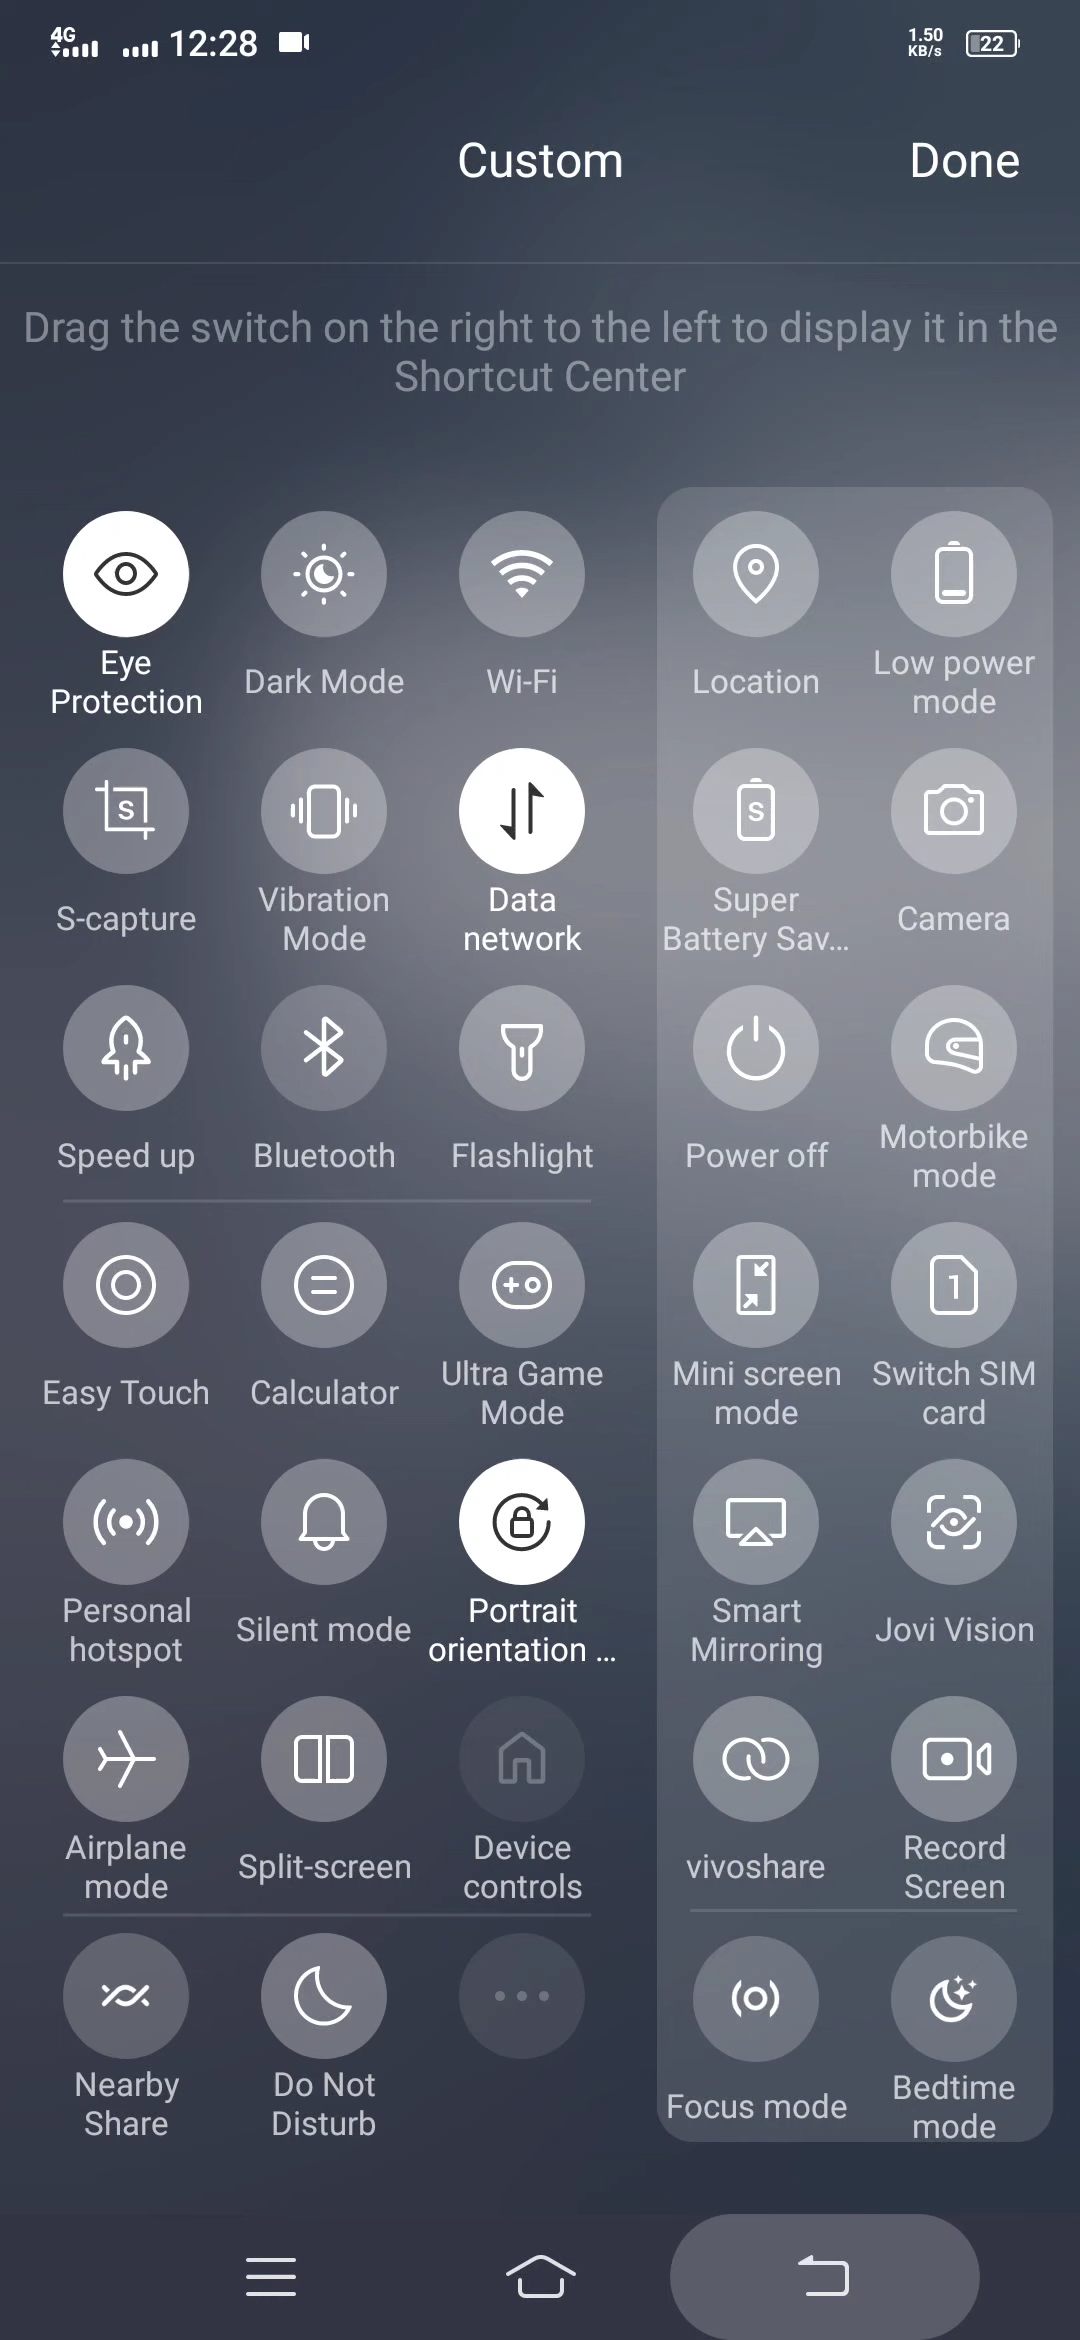 4G 12:28 1.50 KB/s 22
Custom Done
Drag the switch on the right to the left to display it in the
Shortcut Center
Eye
Protection
Dark Mode
Wi-Fi
Location
Low power
mode
S
S-capture
Vibration
Mode
Data
network
S
Super
Battery Sav...
Camera
Speed up
Bluetooth
Flashlight
Power off
Motorbike
mode
Easy Touch
Calculator
Ultra Game
Mode
Mini screen
mode
1
Switch SIM
card
Personal
hotspot
Silent mode
Portrait
orientation ...
Smart
Mirroring
Jovi Vision
Airplane
mode
Split-screen
Device
controls
vivoshare
Record
Screen
Nearby
Share
Do Not
Disturb
Focus mode
Bedtime
mode